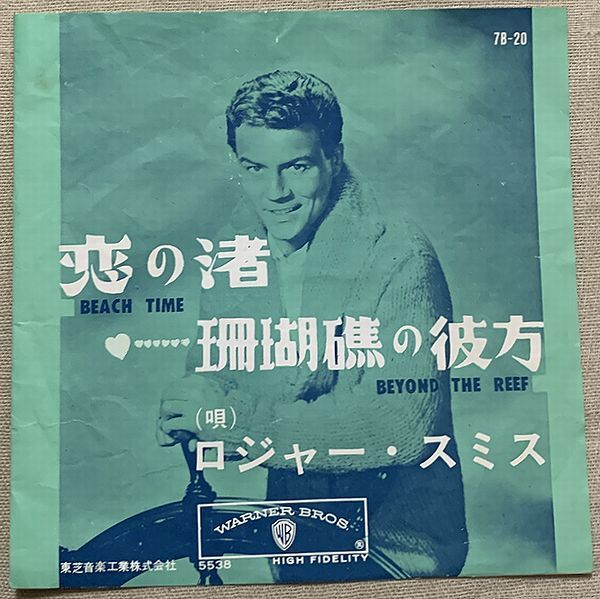 7B-20
恋の渚
BEACH TIME
珊瑚礁の彼方
BEYOND THE REEF
(唄)
ロジャー・スミス
WARNER BROS.
WB
HIGH FIDELITY
東芝音楽工業株式会社
5538